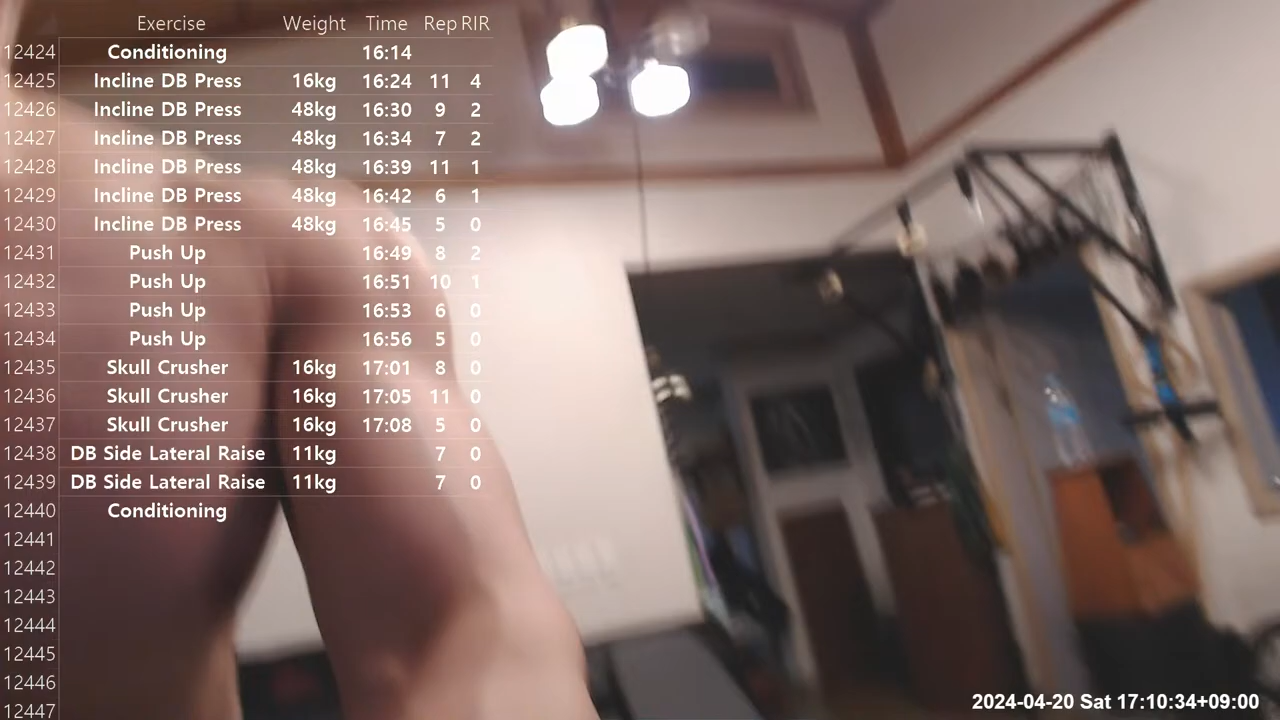 Exercise Weight Time Rep RIR
12424 Conditioning 16:14
12425 Incline DB Press 16kg 16:24 11 4
12426 Incline DB Press 48kg 16:30 9 2
12427 Incline DB Press 48kg 16:34 7 2
12428 Incline DB Press 48kg 16:39 11 1
12429 Incline DB Press 48kg 16:42 6 1
12430 Incline DB Press 48kg 16:45 5 0
12431 Push Up 16:49 8 2
12432 Push Up 16:51 10 1
12433 Push Up 16:53 6 0
12434 Push Up 16:56 5 0
12435 Skull Crusher 16kg 17:01 8 0
12436 Skull Crusher 16kg 17:05 11 0
12437 Skull Crusher 16kg 17:08 5 0
12438 DB Side Lateral Raise 11kg 7 0
12439 DB Side Lateral Raise 11kg 7 0
12440 Conditioning
12441
12442
12443
12444
12445
12446
12447
2024-04-20 Sat 17:10:34+09:00